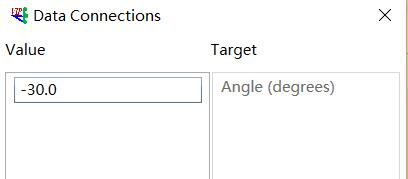 Data Connections
Value Target
-30.0 Angle (degrees)